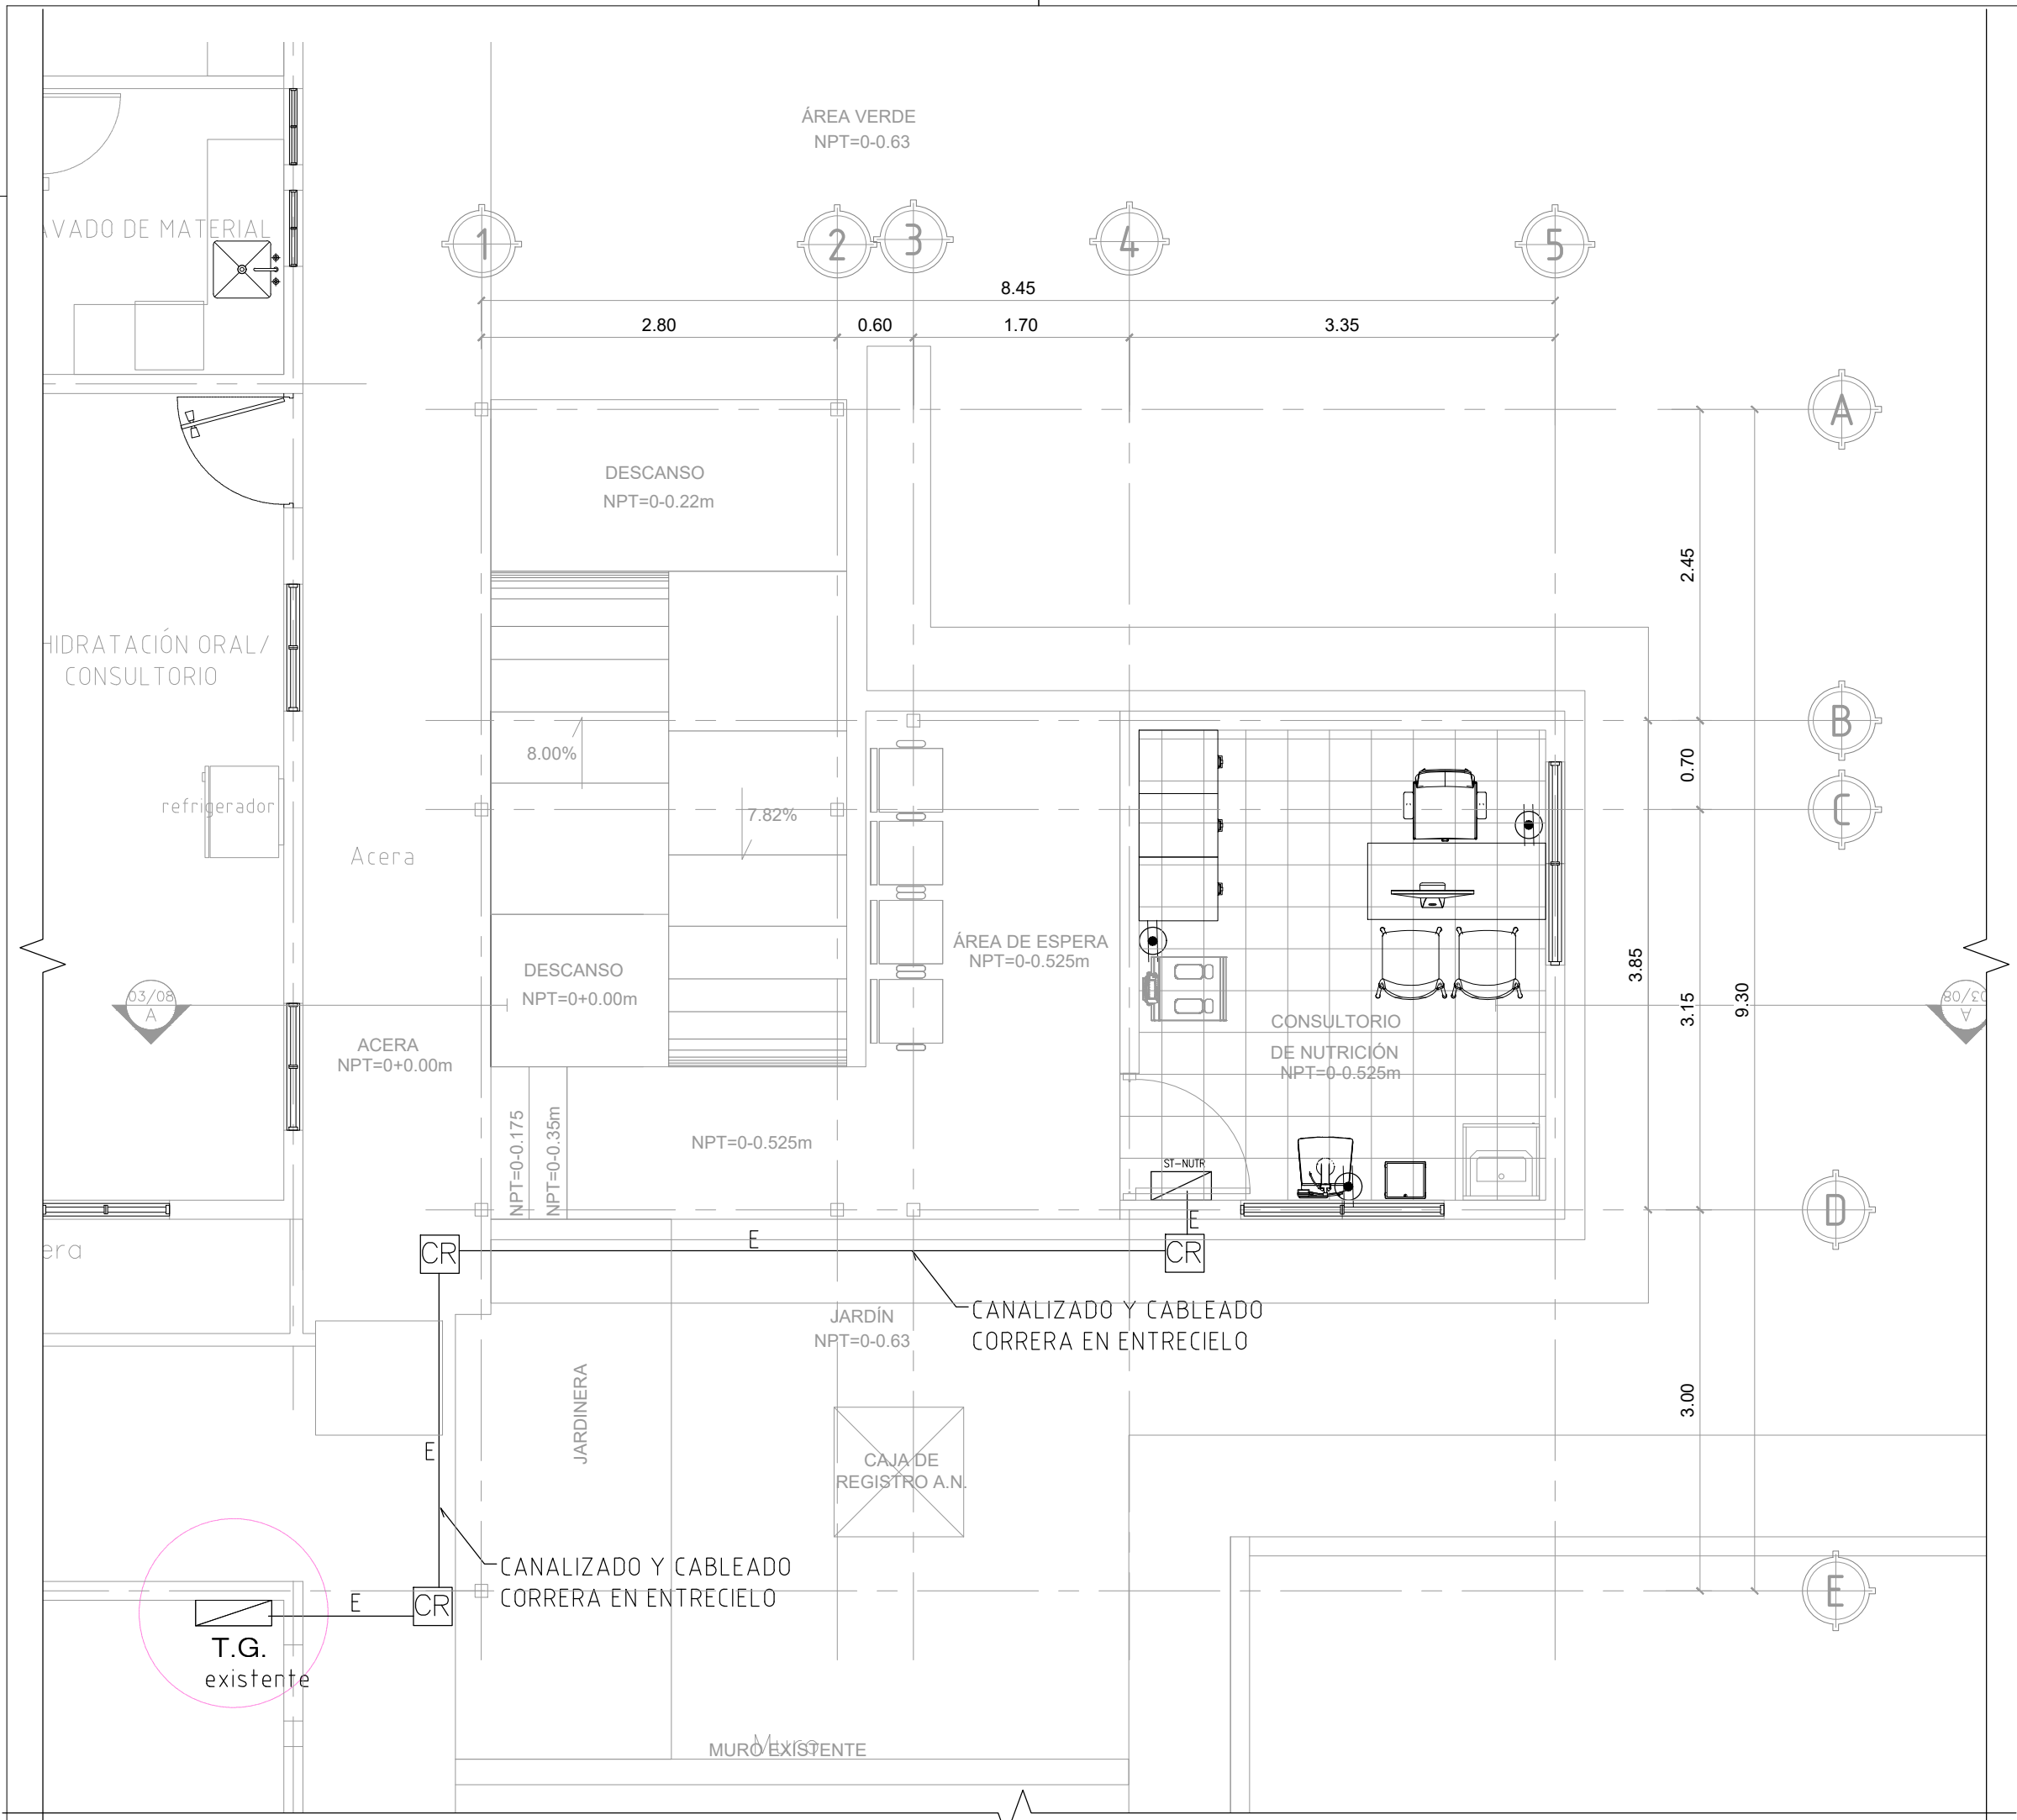 ÁREA VERDE
NPT=0-0.63
AVADO DE MATERIAL
1
2
3
4
5
8.45
2.80
0.60
1.70
3.35
A
DESCANSO
NPT=0-0.22m
2.45
HIDRATACIÓN ORAL/
CONSULTORIO
B
8.00%
0.70
refrigerador
7.82%
C
Acera
ÁREA DE ESPERA
NPT=0-0.525m
DESCANSO
NPT=0+0.00m
3.85
3.15
9.30
03/08
A
03/08
A
CONSULTORIO
DE NUTRICIÓN
NPT=0-0.525m
ACERA
NPT=0+0.00m
NPT=0-0.175
NPT=0-0.35m
NPT=0-0.525m
ST-NUTR
D
E
E
era
CR
CR
CANALIZADO Y CABLEADO
CORRERA EN ENTRECIELO
JARDÍN
NPT=0-0.63
JARDINERA
3.00
E
CAJA DE
REGISTRO A.N.
CANALIZADO Y CABLEADO
CORRERA EN ENTRECIELO
E
E
CR
T.G.
existente
Muro
MURO EXISTENTE